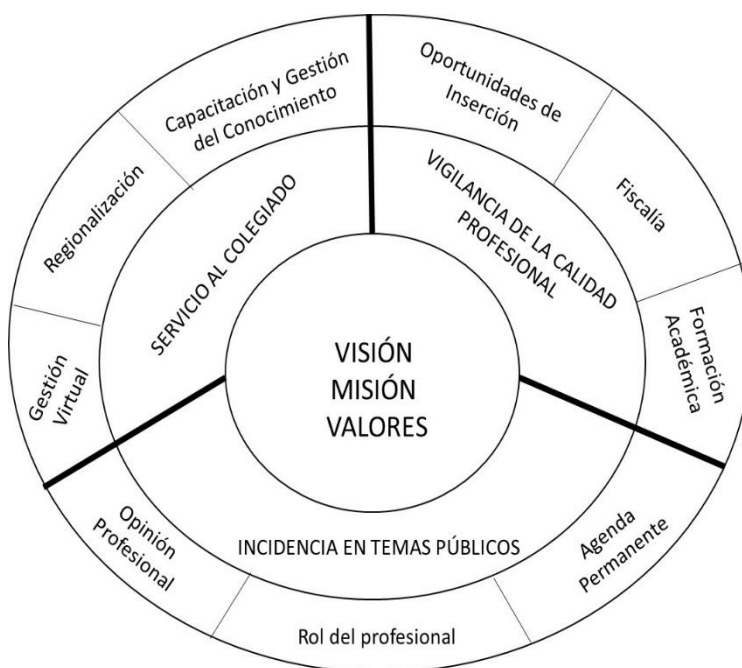 Capacitación y Gestión
del Conocimiento
Oportunidades de
Inserción
Regionalización
Fiscalía
SERVICIO AL COLEGIADO
VIGILANCIA DE LA CALIDAD
PROFESIONAL
Gestión
Virtual
VISIÓN
MISIÓN
VALORES
Formación
Académica
Opinión
Profesional
INCIDENCIA EN TEMAS PÚBLICOS
Agenda
Permanente
Rol del profesional